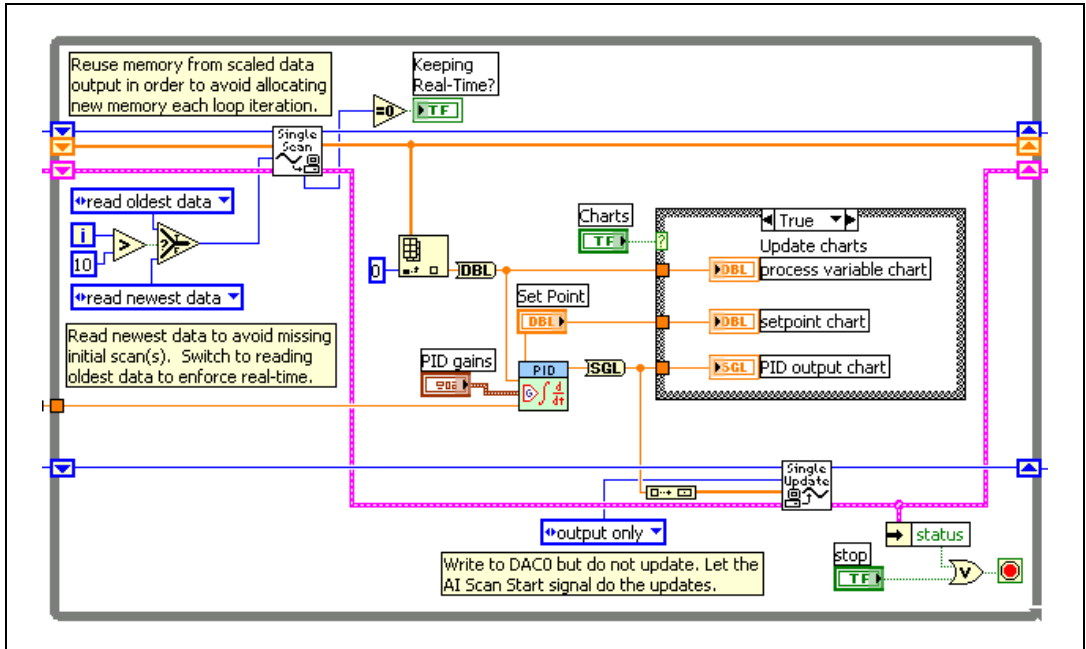 Reuse memory from scaled data
output in order to avoid allocating
new memory each loop iteration.
Keeping
Real-Time?
=0
TF
Single
Scan
read oldest data
i
10
>
?
T
F
read newest data
Read newest data to avoid missing
initial scan(s). Switch to reading
oldest data to enforce real-time.
0
DBL
Charts
TF
?
True
Update charts
DBL
process variable chart
Set Point
DBL
DBL
setpoint chart
PID gains
PID
G ∫ d/dt
SGL
SGL
PID output chart
Single
Update
output only
Write to DAC0 but do not update. Let the
AI Scan Start signal do the updates.
status
stop
TF
V